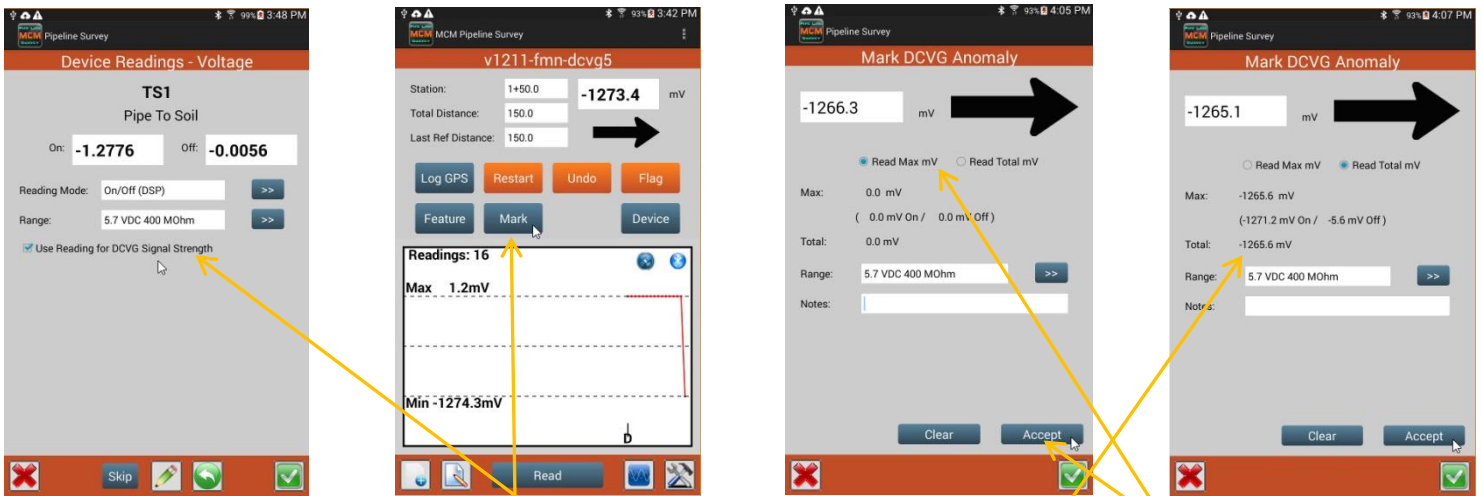 99% 3:48 PM
MCM Pipeline Survey
Device Readings - Voltage
TS1
Pipe To Soil
On: -1.2776 Off: -0.0056
Reading Mode: On/Off (DSP) >>
Range: 5.7 VDC 400 MOhm >>
Use Reading for DCVG Signal Strength
Skip
93% 3:42 PM
MCM MCM Pipeline Survey
v1211-fmn-dcvg5
Station: 1+50.0 -1273.4 mV
Total Distance: 150.0
Last Ref Distance: 150.0
Log GPS Restart Undo Flag
Feature Mark Device
Readings: 16
Max 1.2mV
Min -1274.3mV
D
Read
93% 4:05 PM
MCM Pipeline Survey
Mark DCVG Anomaly
-1266.3 mV
Read Max mV Read Total mV
Max: 0.0 mV
( 0.0 mV On / 0.0 mV Off )
Total: 0.0 mV
Range: 5.7 VDC 400 MOhm >>
Notes:
Clear Accept
93% 4:07 PM
MCM Pipeline Survey
Mark DCVG Anomaly
-1265.1 mV
Read Max mV Read Total mV
Max: -1265.6 mV
(-1271.2 mV On / -5.6 mV Off )
Total: -1265.6 mV
Range: 5.7 VDC 400 MOhm >>
Notes:
Clear Accept